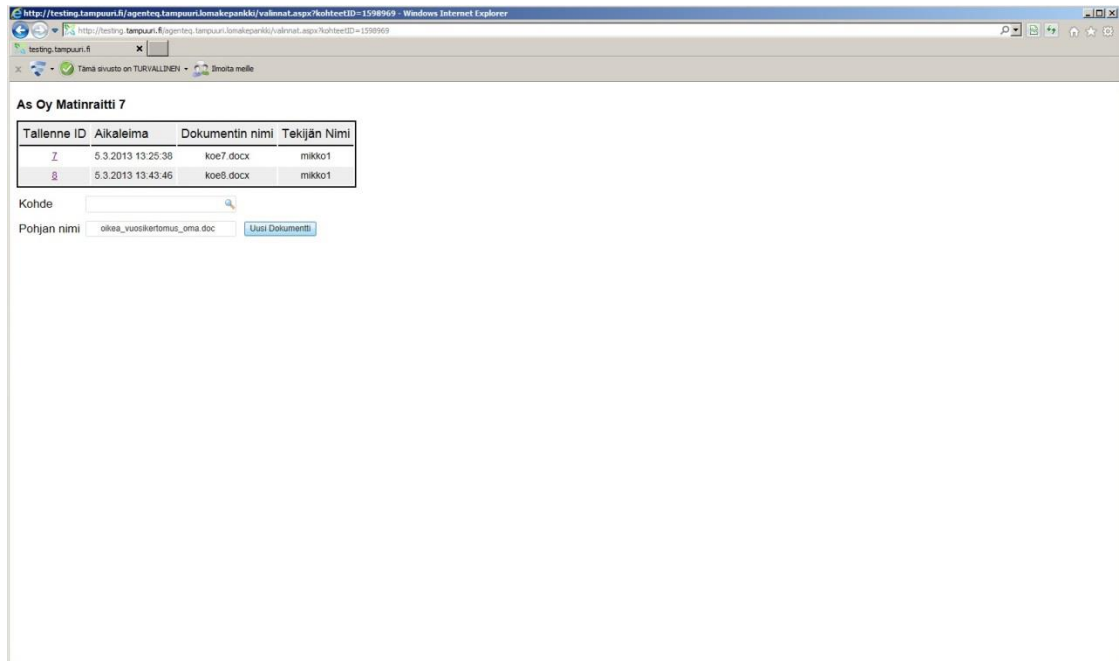 http://testing.tampuuri.fi/agenteq.tampuuri.lomakepankki/valinnat.aspx?kohteetID=1598969 - Windows Internet Explorer
http://testing.tampuuri.fi/agenteq.tampuuri.lomakepankki/valinnat.aspx?kohteetID=1598969
testing.tampuuri.fi
Tämä sivusto on TURVALLINEN Ilmoita meille
As Oy Matinraitti 7
Tallenne ID Aikaleima Dokumentin nimi Tekijän Nimi
7 5.3.2013 13:25:38 koe7.docx mikko1
8 5.3.2013 13:43:46 koe8.docx mikko1
Kohde
Pohjan nimi oikea_vuosikertomus_oma.doc Uusi Dokumentti